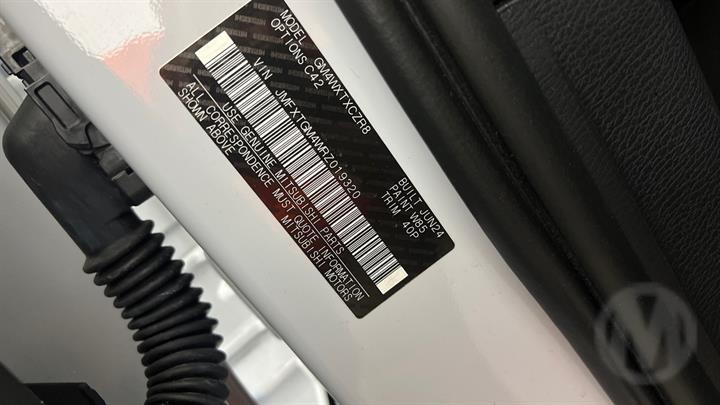 MODEL GM4WXTXCZR8
OPTIONS C42
VIN JMFXTGM4WRZ019320
BUILT JUN24
PAINT W85
TRIM 40P
USE GENUINE MITSUBISHI PARTS
ALL CORRESPONDENCE MUST QUOTE INFORMATION
SHOWN ABOVE
MITSUBISHI MOTORS
M